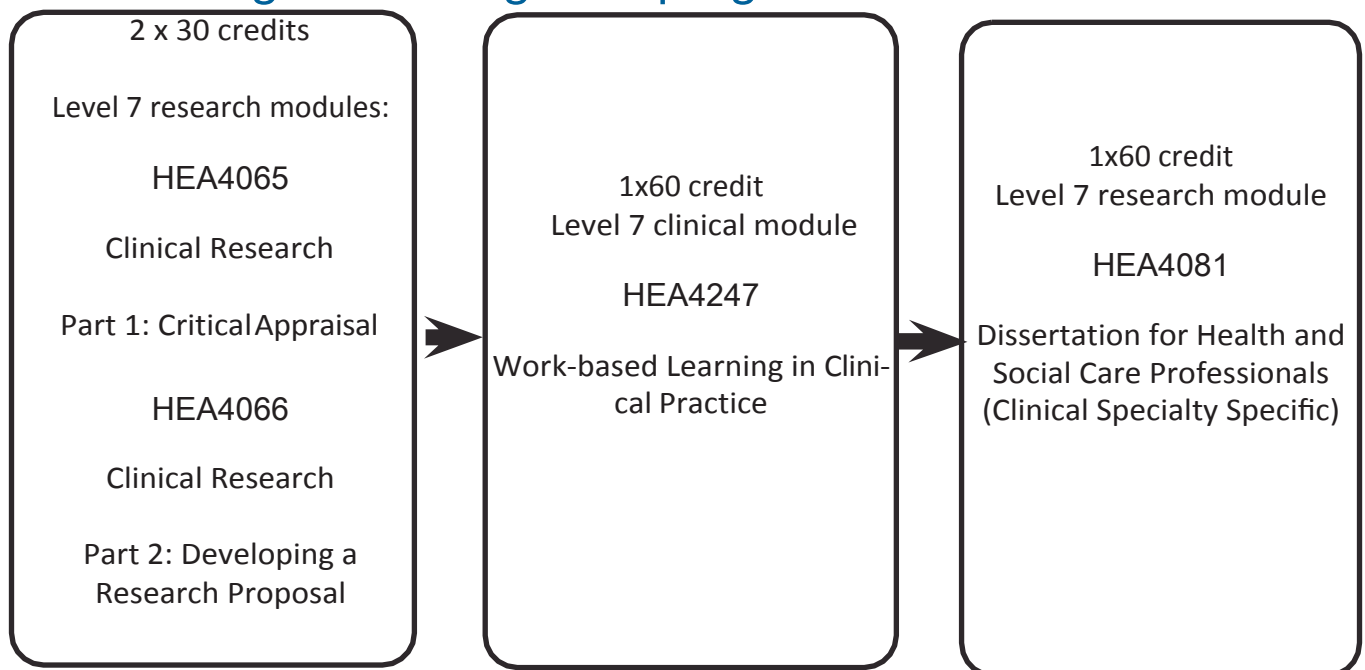 2 x 30 credits
Level 7 research modules:
HEA4065
Clinical Research
Part 1: Critical Appraisal
HEA4066
Clinical Research
Part 2: Developing a
Research Proposal
1x60 credit
Level 7 clinical module
HEA4247
Work-based Learning in Clini-
cal Practice
1x60 credit
Level 7 research module
HEA4081
Dissertation for Health and
Social Care Professionals
(Clinical Specialty Specific)